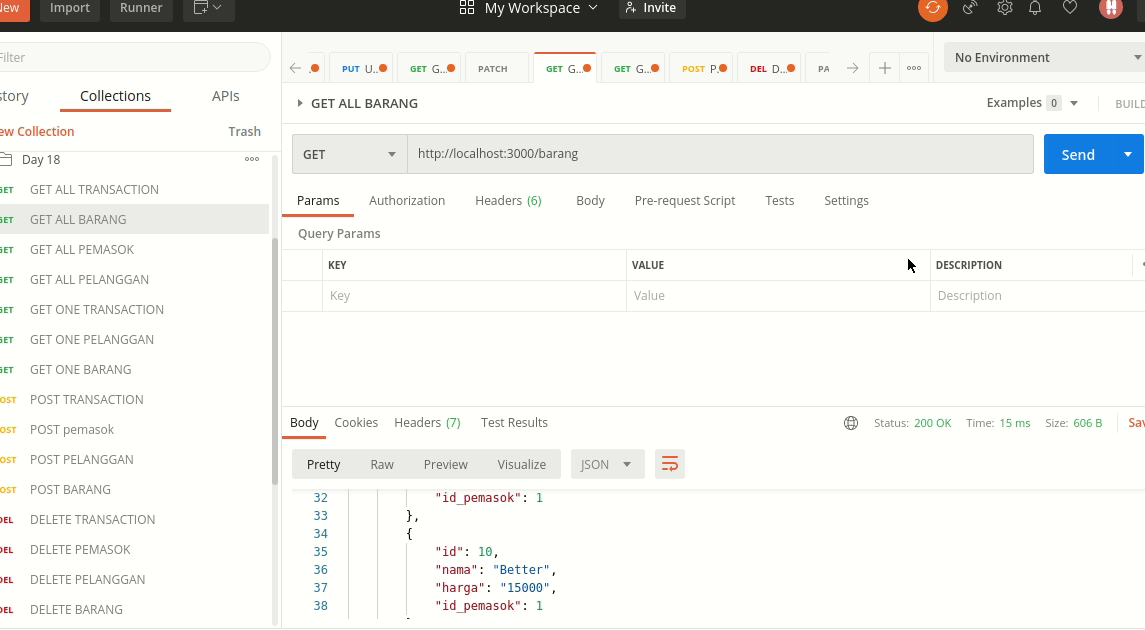 New Import Runner My Workspace Invite
Filter
No Environment
PUT U... GET G... PATCH GET G... GET G... POST P... DEL D... PA
story Collections APIs
GET ALL BARANG Examples 0 BUILD
ew Collection Trash
Day 18
GET http://localhost:3000/barang Send
GET GET ALL TRANSACTION
GET GET ALL BARANG
GET GET ALL PEMASOK
GET GET ALL PELANGGAN
GET GET ONE TRANSACTION
GET GET ONE PELANGGAN
GET GET ONE BARANG
OST POST TRANSACTION
OST POST pemasok
OST POST PELANGGAN
OST POST BARANG
DEL DELETE TRANSACTION
DEL DELETE PEMASOK
DEL DELETE PELANGGAN
DEL DELETE BARANG
Params Authorization Headers (6) Body Pre-request Script Tests Settings
Query Params
KEY VALUE DESCRIPTION
Key Value Description
Body Cookies Headers (7) Test Results Status: 200 OK Time: 15 ms Size: 606 B Sav
Pretty Raw Preview Visualize JSON
32 "id_pemasok": 1
33 },
34 {
35 "id": 10,
36 "nama": "Better",
37 "harga": "15000",
38 "id_pemasok": 1